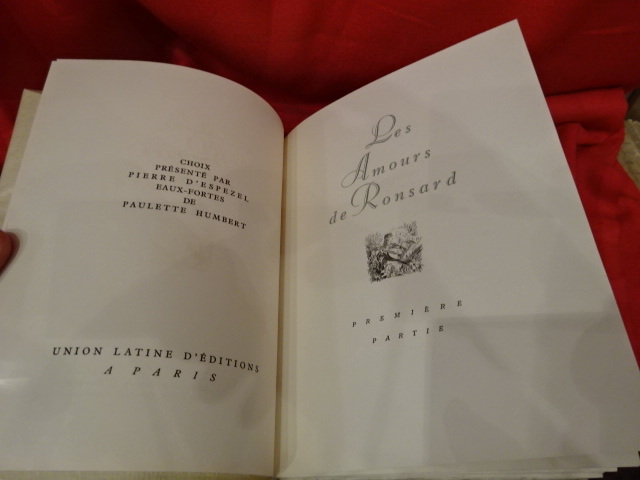 CHOIX
PRÉSENTÉ PAR
PIERRE D'ESPEZEL
EAUX-FORTES
DE
PAULETTE HUMBERT
UNION LATINE D'ÉDITIONS
A PARIS
Les
Amours
de Ronsard
PREMIÈRE
PARTIE